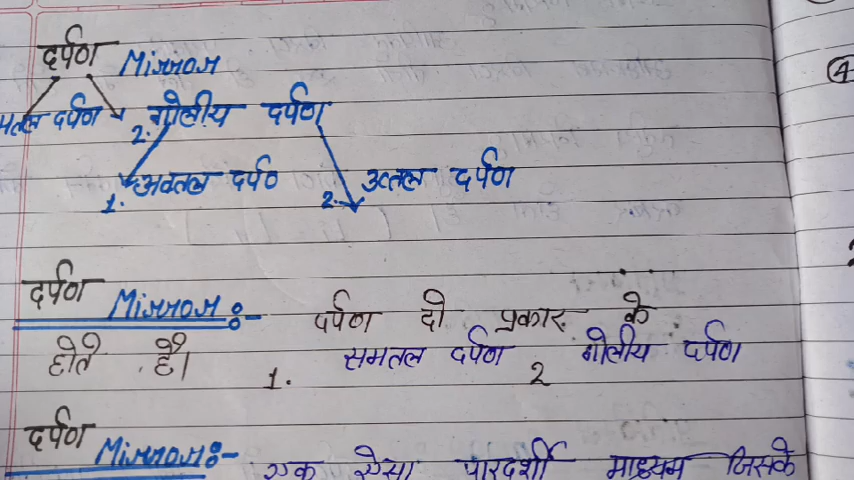 दर्पण Mirror
दर्पण 2. गोलीय दर्पण
1. अवतल दर्पण 2. उत्तल दर्पण
दर्पण Mirror :- दर्पण दो प्रकार के
होते है। 1. समतल दर्पण 2 गोलीय दर्पण
दर्पण Mirror :- एक ऐसा पारदर्शी माध्यम जिसके
4